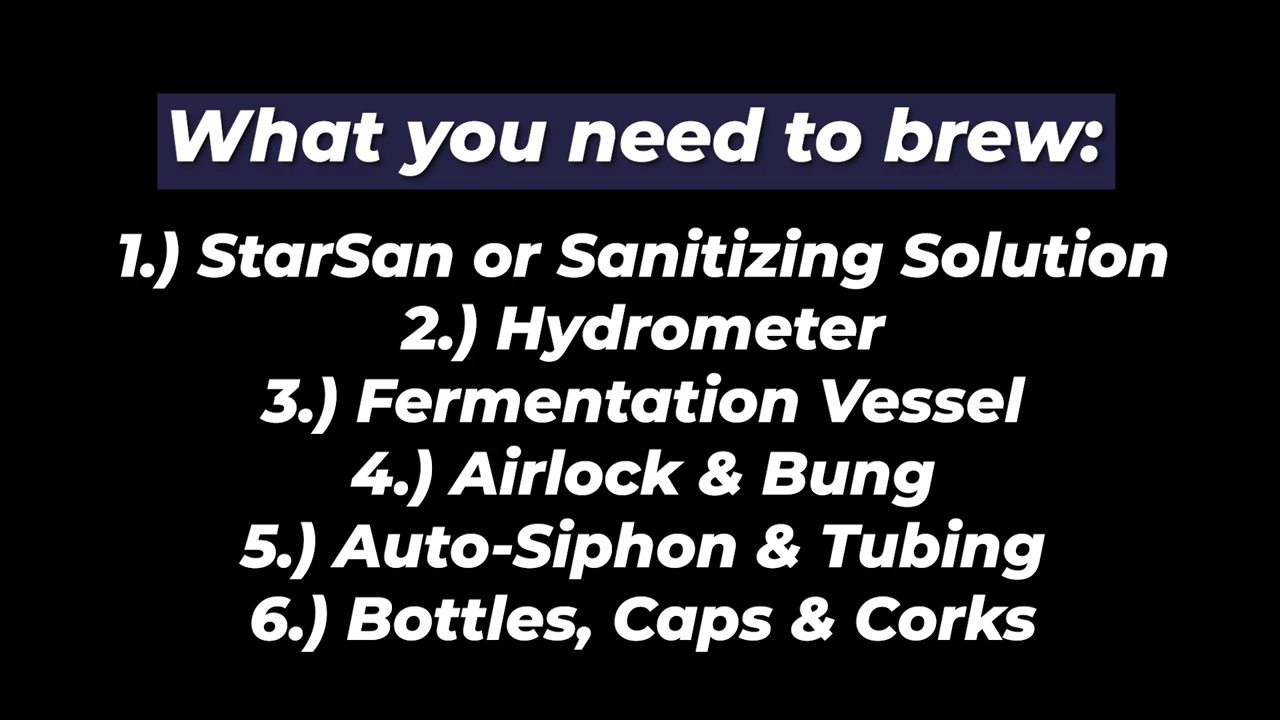 What you need to brew:
1.) StarSan or Sanitizing Solution
2.) Hydrometer
3.) Fermentation Vessel
4.) Airlock & Bung
5.) Auto-Siphon & Tubing
6.) Bottles, Caps & Corks